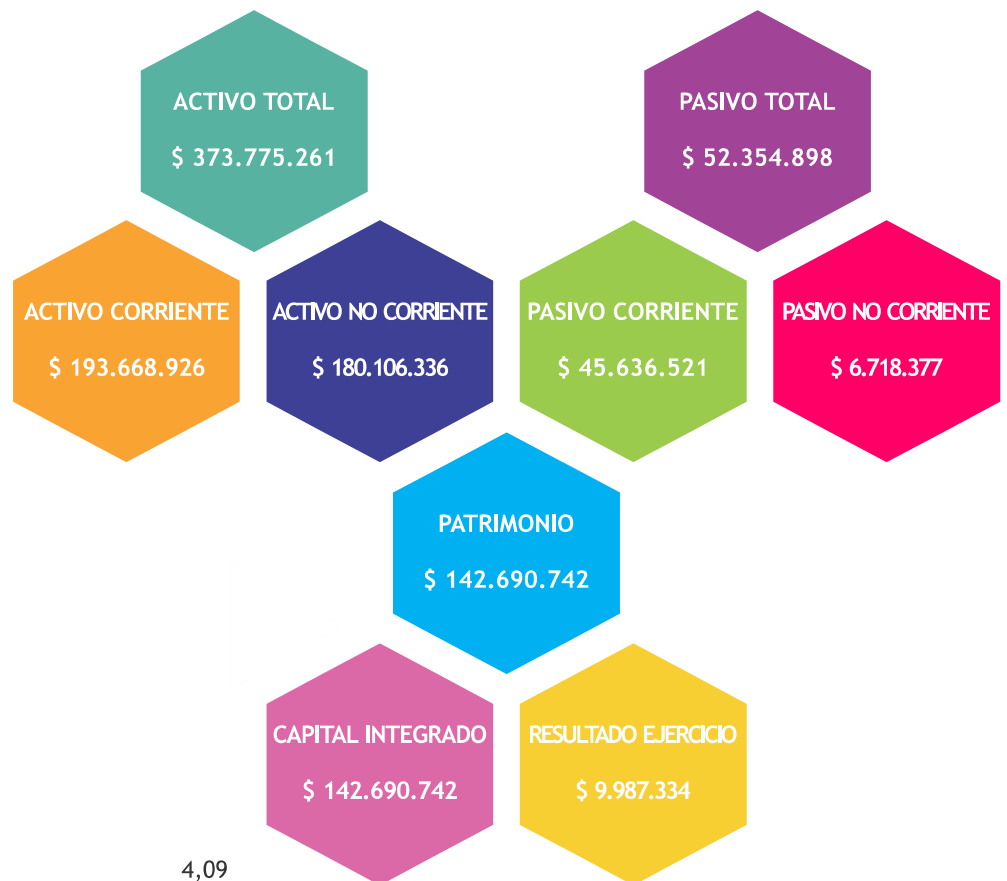 ACTIVO TOTAL
$ 373.775.261
PASIVO TOTAL
$ 52.354.898
ACTIVO CORRIENTE
$ 193.668.926
ACTIVO NO CORRIENTE
$ 180.106.336
PASIVO CORRIENTE
$ 45.636.521
PASIVO NO CORRIENTE
$ 6.718.377
PATRIMONIO
$ 142.690.742
CAPITAL INTEGRADO
$ 142.690.742
RESULTADO EJERCICIO
$ 9.987.334
4,09